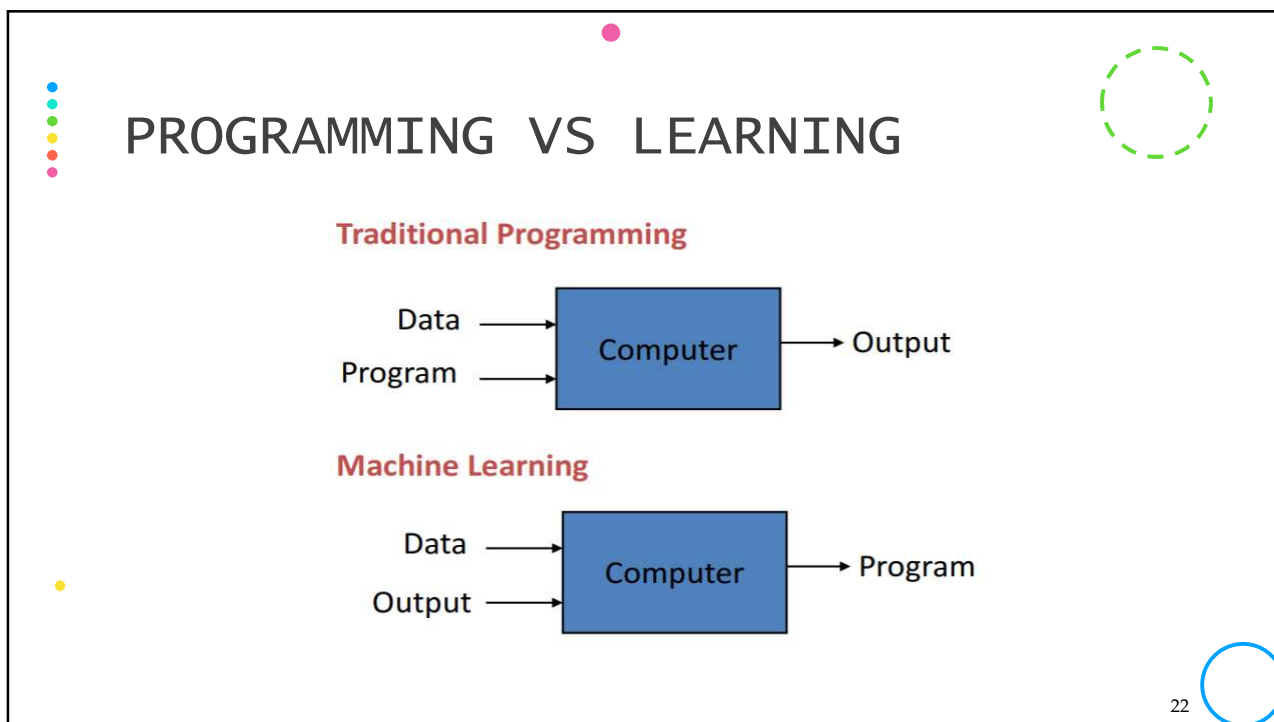 PROGRAMMING VS LEARNING
Traditional Programming
Data
Program
Computer
Output
Machine Learning
Data
Output
Computer
Program
22